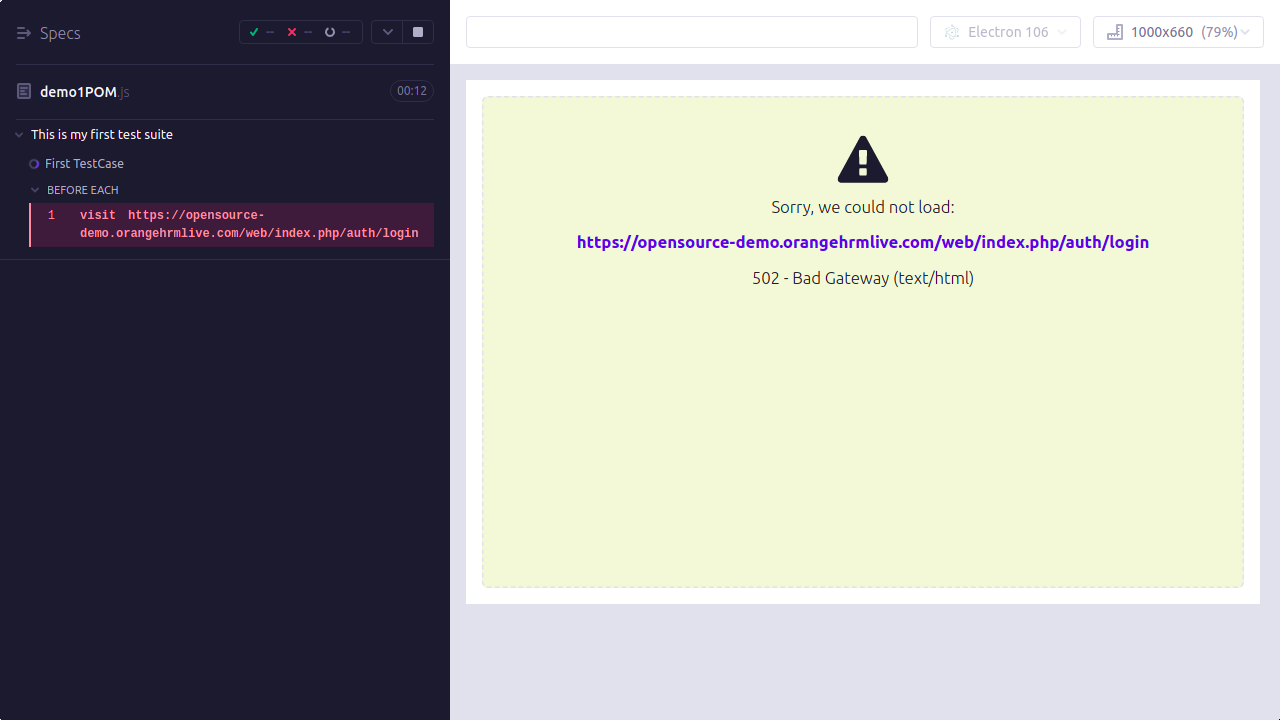 Specs
--
--
--
Electron 106
1000x660 (79%)
demo1POM.js
00:12
This is my first test suite
First TestCase
BEFORE EACH
1 visit https://opensource-
demo.orangehrmlive.com/web/index.php/auth/login
Sorry, we could not load:
https://opensource-demo.orangehrmlive.com/web/index.php/auth/login
502 - Bad Gateway (text/html)